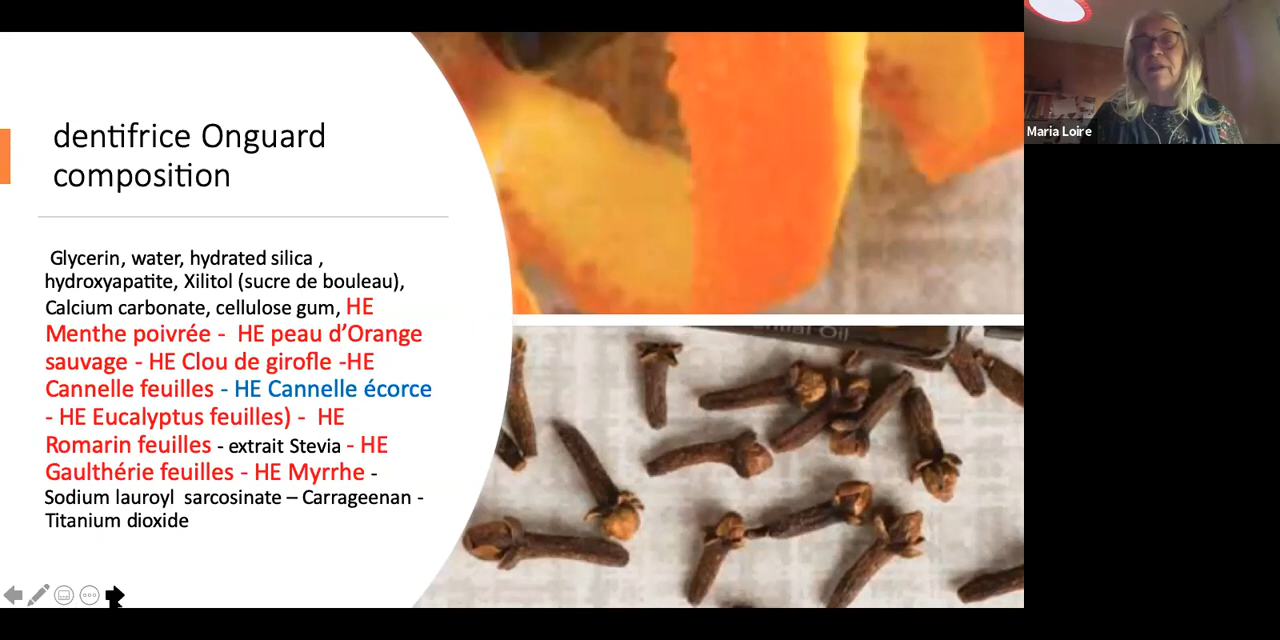 dentifrice Onguard
composition
Glycerin, water, hydrated silica ,
hydroxyapatite, Xilitol (sucre de bouleau),
Calcium carbonate, cellulose gum, HE
Menthe poivrée - HE peau d’Orange
sauvage - HE Clou de girofle -HE
Cannelle feuilles - HE Cannelle écorce
- HE Eucalyptus feuilles) - HE
Romarin feuilles - extrait Stevia - HE
Gaulthérie feuilles - HE Myrrhe -
Sodium lauroyl sarcosinate – Carrageenan -
Titanium dioxide
Oil
Maria Loire